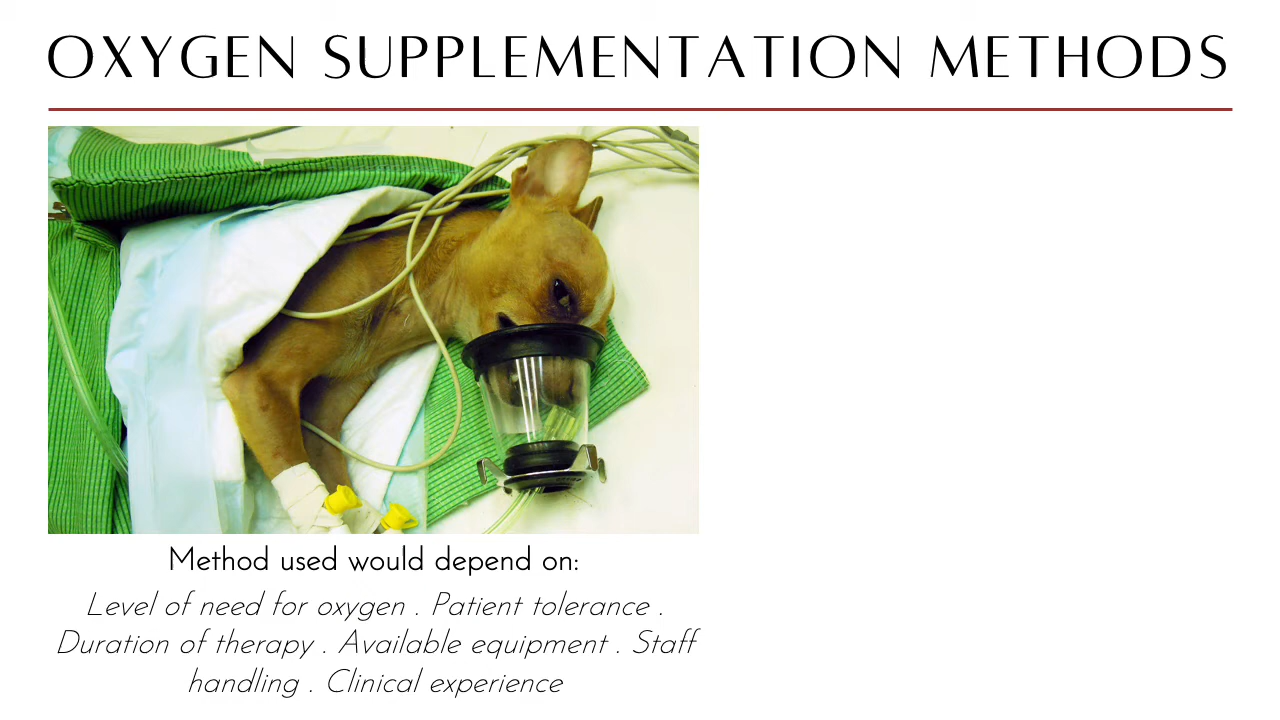 OXYGEN SUPPLEMENTATION METHODS
Method used would depend on:
Level of need for oxygen . Patient tolerance .
Duration of therapy . Available equipment . Staff
handling . Clinical experience